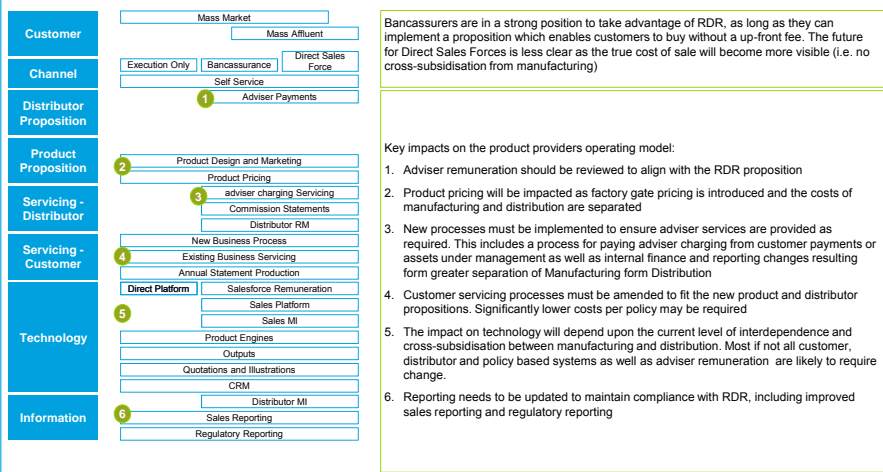 Customer
Mass Market
Mass Affluent
Channel
Execution Only
Bancassurance
Direct Sales
Force
Self Service
Distributor
Proposition
1
Adviser Payments
Product
Proposition
2
Product Design and Marketing
Product Pricing
Servicing -
Distributor
3
adviser charging Servicing
Commission Statements
Distributor RM
Servicing -
Customer
4
New Business Process
Existing Business Servicing
Annual Statement Production
Technology
5
Direct Platform
Salesforce Remuneration
Sales Platform
Sales MI
Product Engines
Outputs
Quotations and Illustrations
CRM
Information
6
Distributor MI
Sales Reporting
Regulatory Reporting
Bancassurers are in a strong position to take advantage of RDR, as long as they can
implement a proposition which enables customers to buy without a up-front fee. The future
for Direct Sales Forces is less clear as the true cost of sale will become more visible (i.e. no
cross-subsidisation from manufacturing)
Key impacts on the product providers operating model:
1. Adviser remuneration should be reviewed to align with the RDR proposition
2. Product pricing will be impacted as factory gate pricing is introduced and the costs of
manufacturing and distribution are separated
3. New processes must be implemented to ensure adviser services are provided as
required. This includes a process for paying adviser charging from customer payments or
assets under management as well as internal finance and reporting changes resulting
form greater separation of Manufacturing form Distribution
4. Customer servicing processes must be amended to fit the new product and distributor
propositions. Significantly lower costs per policy may be required
5. The impact on technology will depend upon the current level of interdependence and
cross-subsidisation between manufacturing and distribution. Most if not all customer,
distributor and policy based systems as well as adviser remuneration are likely to require
change.
6. Reporting needs to be updated to maintain compliance with RDR, including improved
sales reporting and regulatory reporting